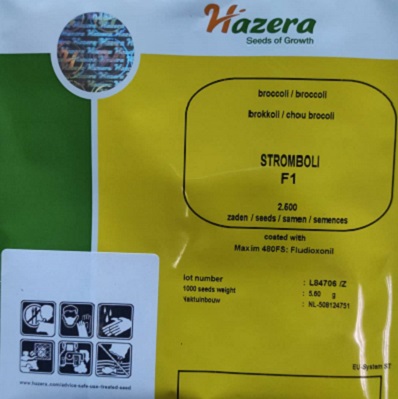 Hazera
Seeds of Growth
broccoli / broccoli
brokkoli / chou brocoli
STROMBOLI
F1
2.500
zaden / seeds / samen / semences
coated with
Maxim 480FS: Fludioxonil
lot number : L84706 /Z
1000 seeds weight : 5.60 g
Naktuinbouw : NL-508124731
EU-System
www.hazera.com/advice-safe-use-treated-seed